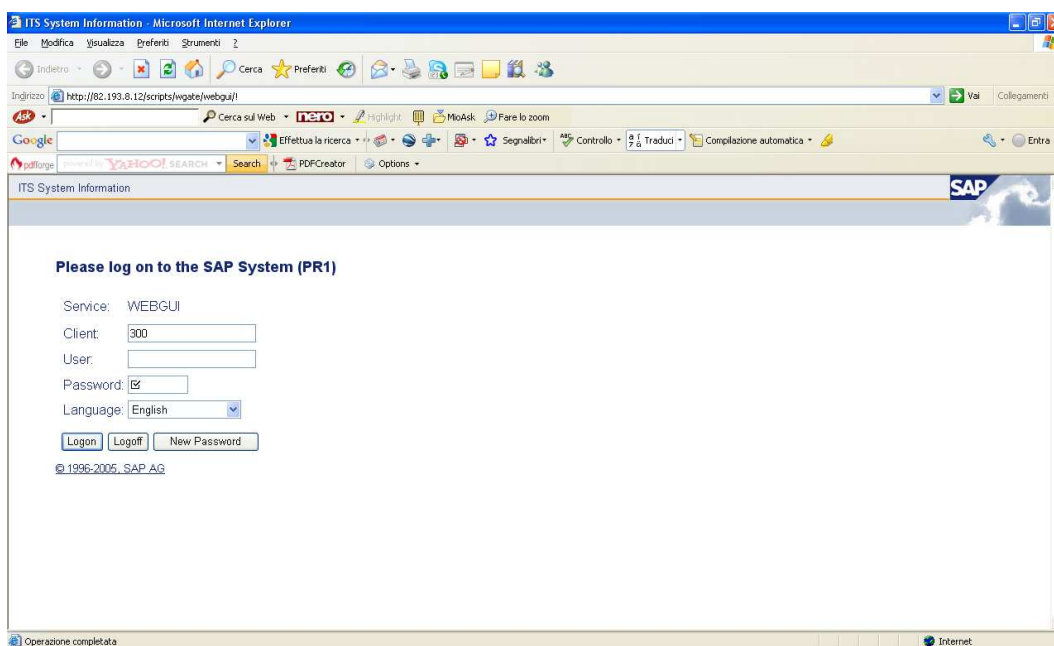 ITS System Information - Microsoft Internet Explorer
File Modifica Visualizza Preferiti Strumenti ?
Indietro Cerca Preferiti
Indirizzo http://82.193.8.12/scripts/wgate/webgui/! Vai Collegamenti
Ask Cerca sul Web nero Highlight MioAsk Fare lo zoom
Google Effettua la ricerca Segnalibri Controllo Traduci Compilazione automatica Entra
pdfforge YAHOO! SEARCH Search PDFCreator Options
ITS System Information SAP
Please log on to the SAP System (PR1)
Service: WEBGUI
Client: 300
User:
Password:
Language: English
Logon Logoff New Password
© 1996-2005, SAP AG
Operazione completata Internet